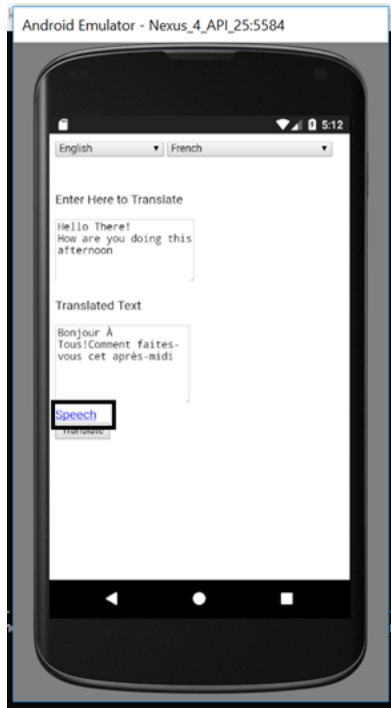 Android Emulator - Nexus_4_API_25:5584
5:12
English French
Enter Here to Translate
Hello There!
How are you doing this
afternoon
Translated Text
Bonjour À
Tous!Comment faites-
vous cet après-midi
Speech
Translate